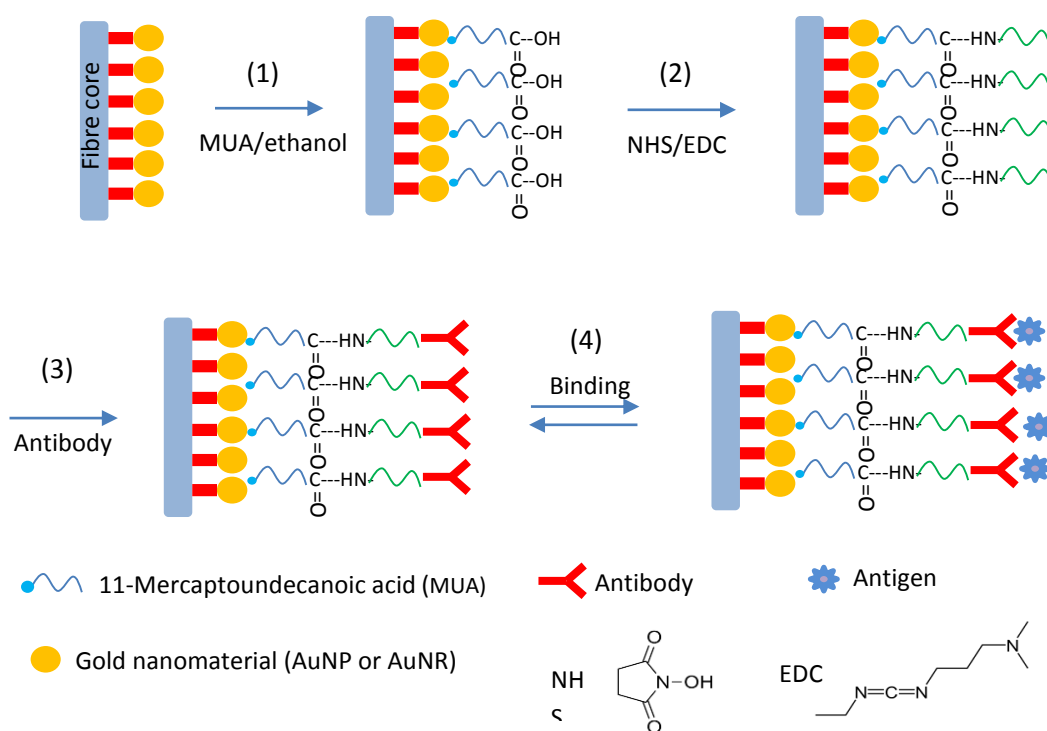 Fibre core
(1)
MUA/ethanol
C--OH
O
C--OH
O
C--OH
O
C--OH
O
(2)
NHS/EDC
C---HN-
O
C---HN-
O
C---HN-
O
C---HN-
O
(3)
Antibody
C---HN-
O
C---HN-
O
C---HN-
O
C---HN-
O
(4)
Binding
C---HN-
O
C---HN-
O
C---HN-
O
C---HN-
O
11-Mercaptoundecanoic acid (MUA)
Antibody
Antigen
Gold nanomaterial (AuNP or AuNR)
NH
S
O
N-OH
O
EDC
N
N=C=N